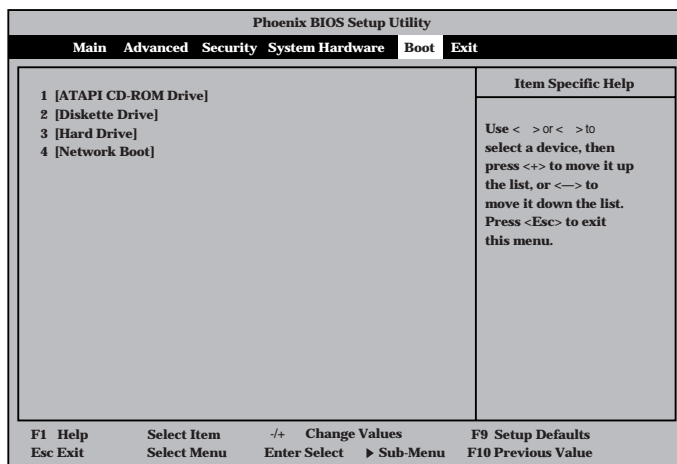 Phoenix BIOS Setup Utility
Main Advanced Security System Hardware Boot Exit
1 [ATAPI CD-ROM Drive]
2 [Diskette Drive]
3 [Hard Drive]
4 [Network Boot]
Item Specific Help
Use < > or < > to
select a device, then
press <+> to move it up
the list, or <—> to
move it down the list.
Press <Esc> to exit
this menu.
F1 Help Select Item -/+ Change Values F9 Setup Defaults
Esc Exit Select Menu Enter Select ▶ Sub-Menu F10 Previous Value